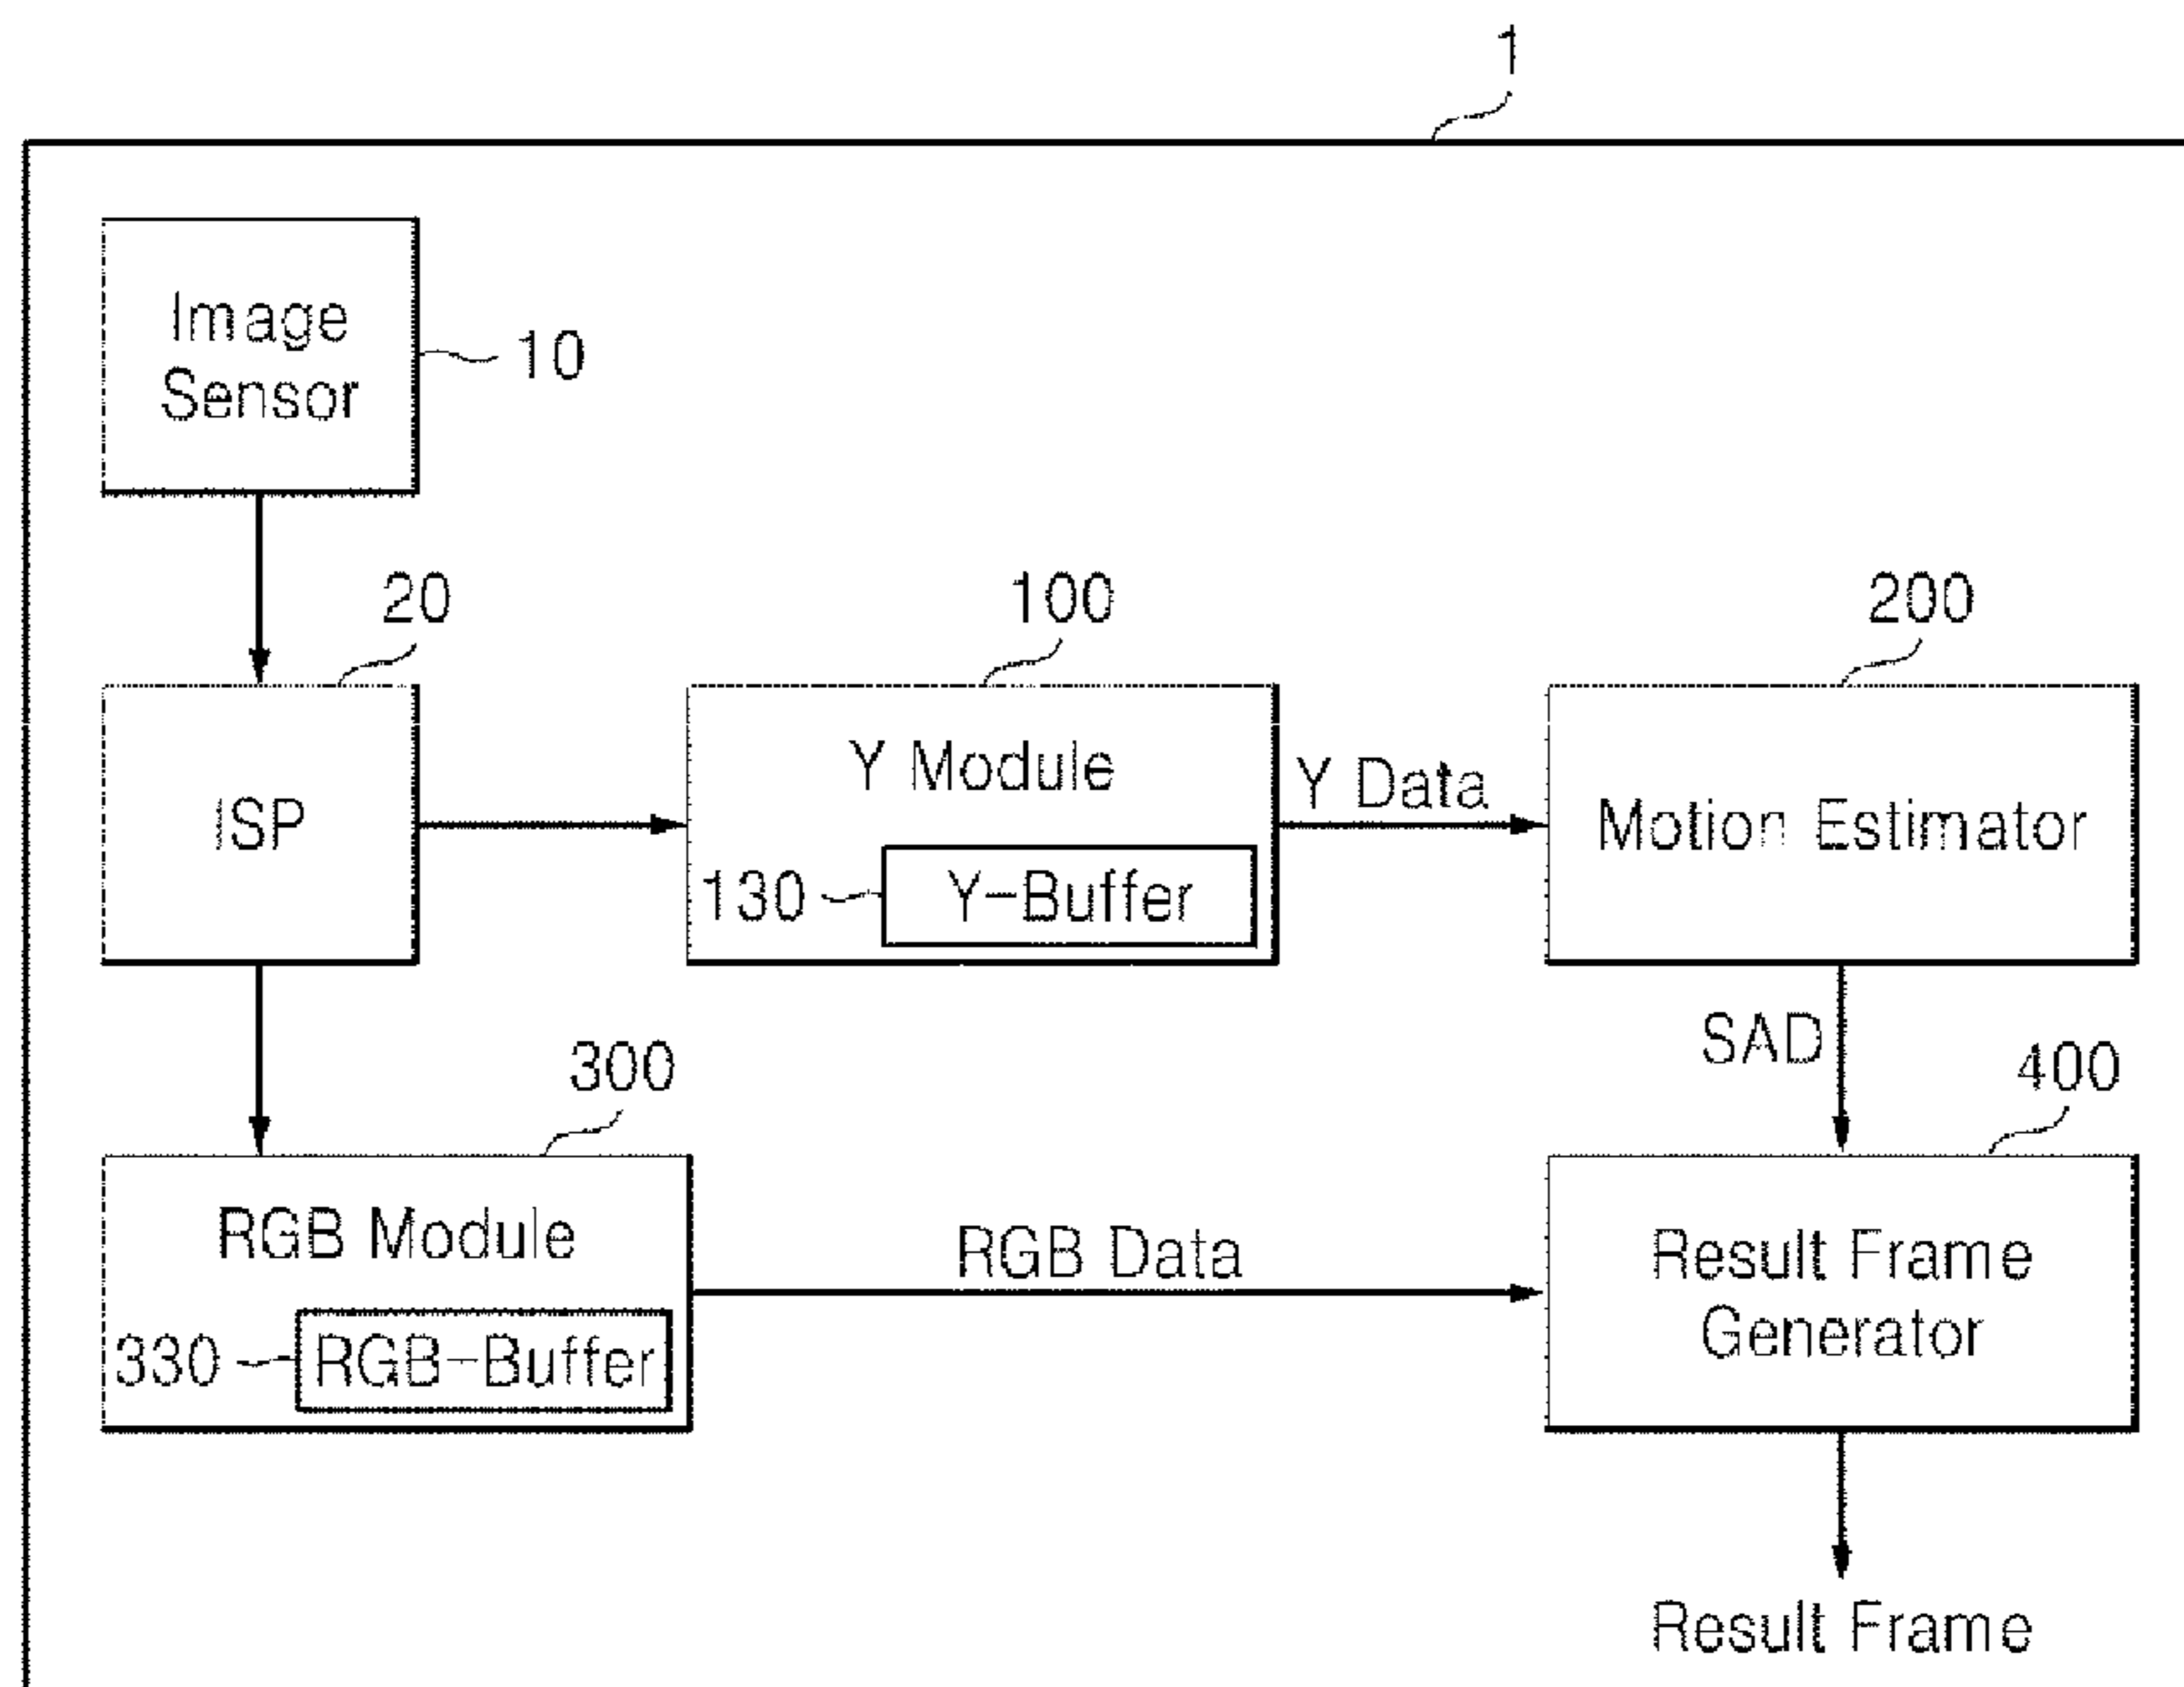 1
Image
Sensor
10
20
100
200
ISP
Y Module
130
Y-Buffer
Y Data
Motion Estimator
SAD
300
400
RGB Module
330
RGB-Buffer
RGB Data
Result Frame
Generator
Result Frame